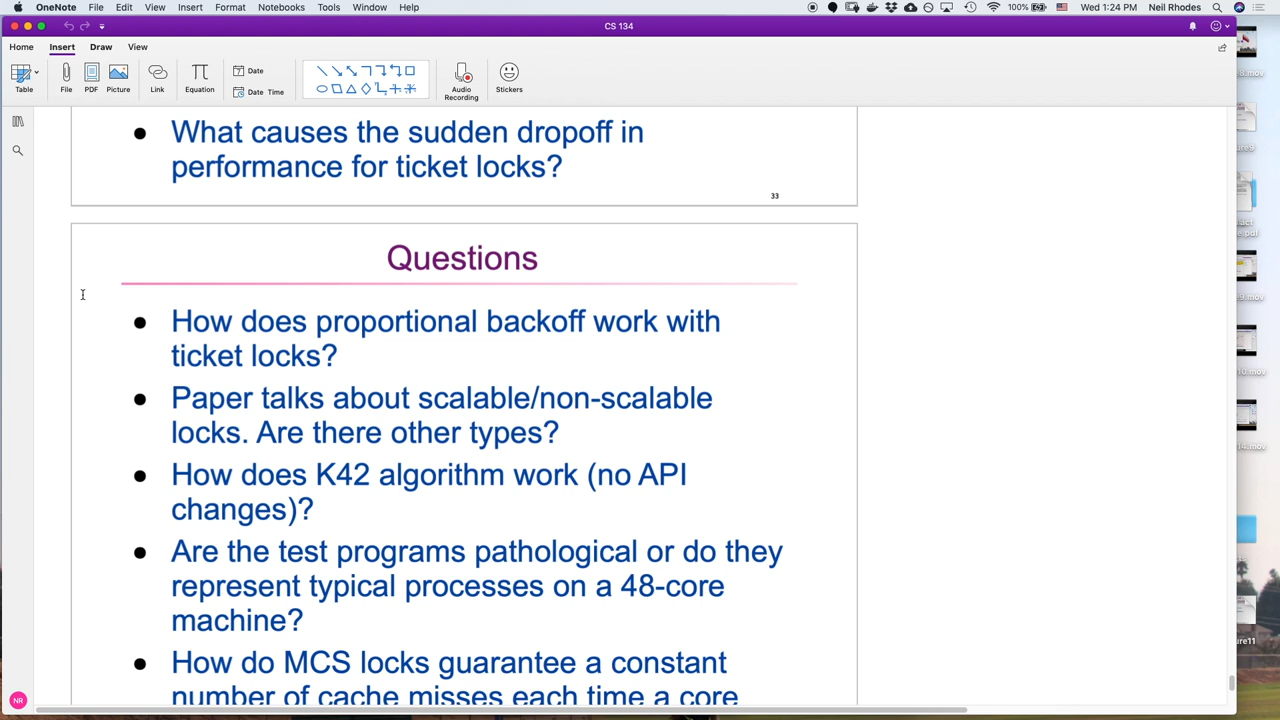 OneNote File Edit View Insert Format Notebooks Tools Window Help 100% Wed 1:24 PM Neil Rhodes
CS 134
Home Insert Draw View
Table File PDF Picture Link Equation Date Date Time Audio Recording Stickers
● What causes the sudden dropoff in
performance for ticket locks?
33
Questions
● How does proportional backoff work with
ticket locks?
● Paper talks about scalable/non-scalable
locks. Are there other types?
● How does K42 algorithm work (no API
changes)?
● Are the test programs pathological or do they
represent typical processes on a 48-core
machine?
● How do MCS locks guarantee a constant
number of cache misses each time a core
NR